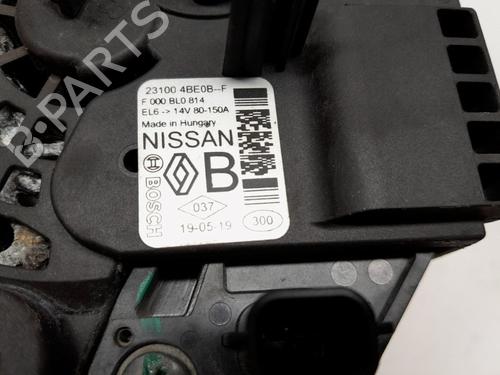 23100 4BE0B--F
F 000 BL0 814
EL6 -> 14V 80-150A
Made in Hungary
NISSAN
BOSCH
B
037
19-05-19
300
B-PARTS